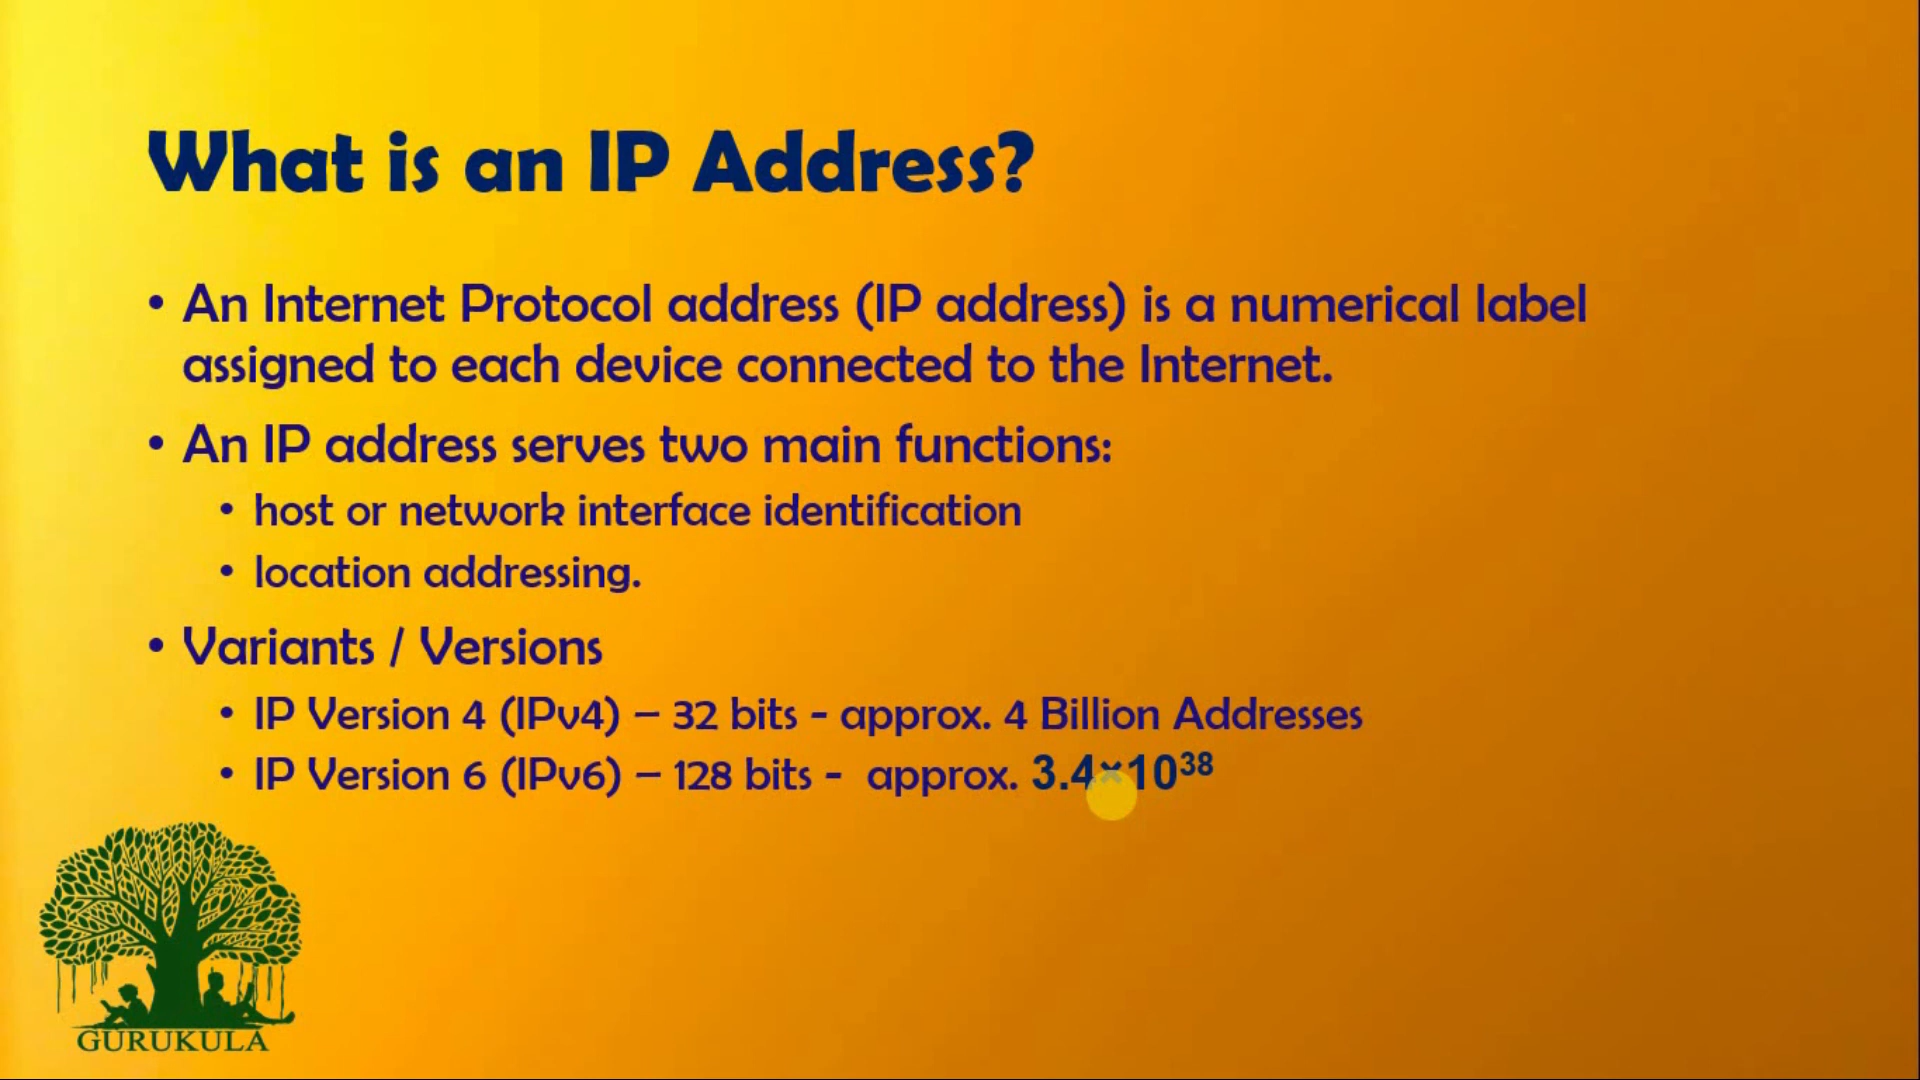 What is an IP Address?
• An Internet Protocol address (IP address) is a numerical label
assigned to each device connected to the Internet.
• An IP address serves two main functions:
• host or network interface identification
• location addressing.
• Variants / Versions
• IP Version 4 (IPv4) – 32 bits - approx. 4 Billion Addresses
• IP Version 6 (IPv6) – 128 bits - approx. 3.4×10³⁸
GURUKULA